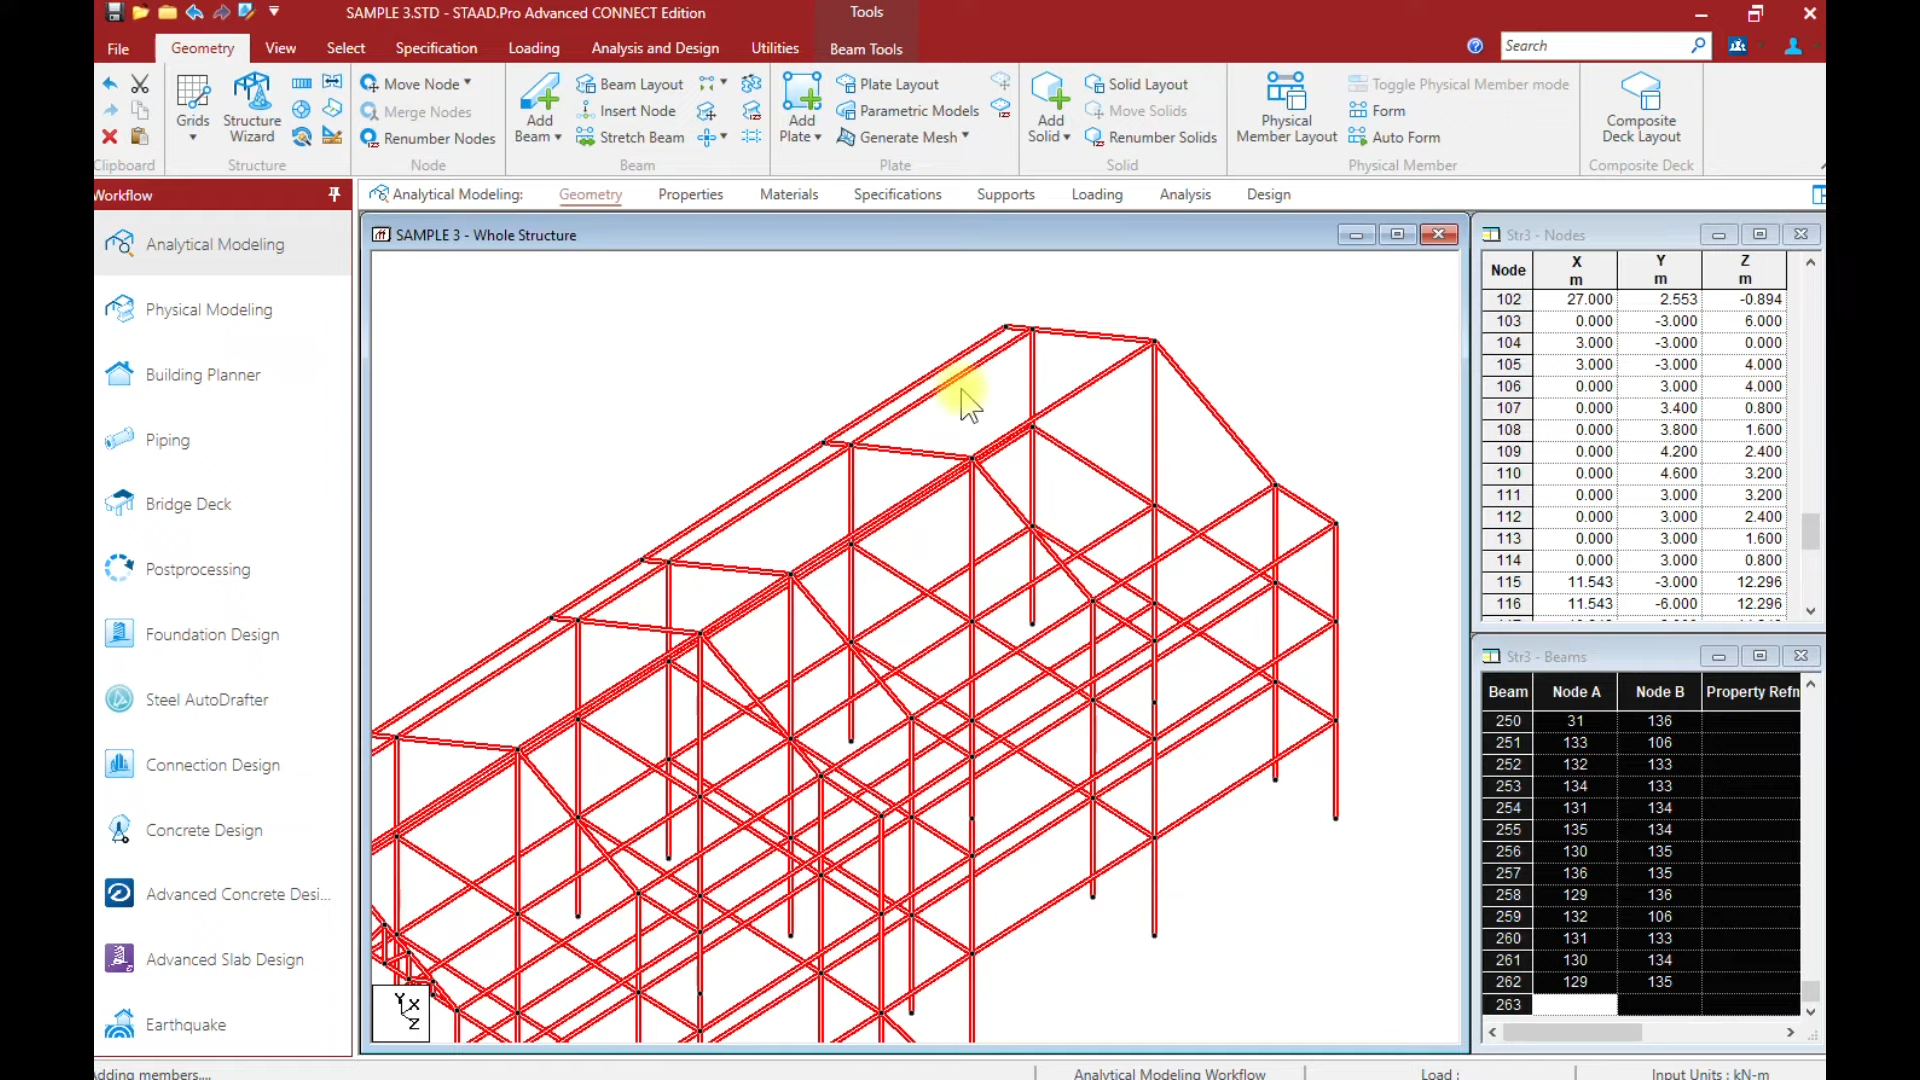 SAMPLE 3.STD - STAAD.Pro Advanced CONNECT Edition
Tools
File
Geometry
View
Select
Specification
Loading
Analysis and Design
Utilities
Beam Tools
Search
Move Node
Merge Nodes
Renumber Nodes
Grids
Structure Wizard
Add Beam
Beam Layout
Insert Node
Stretch Beam
Add Plate
Plate Layout
Parametric Models
Generate Mesh
Add Solid
Solid Layout
Move Solids
Renumber Solids
Physical Member Layout
Toggle Physical Member mode
Form
Auto Form
Composite Deck Layout
Clipboard
Structure
Node
Beam
Plate
Solid
Physical Member
Composite Deck
Workflow
Analytical Modeling: Geometry Properties Materials Specifications Supports Loading Analysis Design
Analytical Modeling
Physical Modeling
Building Planner
Piping
Bridge Deck
Postprocessing
Foundation Design
Steel AutoDrafter
Connection Design
Concrete Design
Advanced Concrete Desi...
Advanced Slab Design
Earthquake
SAMPLE 3 - Whole Structure
Y X
Z
Str3 - Nodes
Node X m Y m Z m
102 27.000 2.553 -0.894
103 0.000 -3.000 6.000
104 3.000 -3.000 0.000
105 3.000 -3.000 4.000
106 0.000 3.000 4.000
107 0.000 3.400 0.800
108 0.000 3.800 1.600
109 0.000 4.200 2.400
110 0.000 4.600 3.200
111 0.000 3.000 3.200
112 0.000 3.000 2.400
113 0.000 3.000 1.600
114 0.000 3.000 0.800
115 11.543 -3.000 12.296
116 11.543 -6.000 12.296
Str3 - Beams
Beam Node A Node B Property Refn
250 31 136
251 133 106
252 132 133
253 134 133
254 131 134
255 135 134
256 130 135
257 136 135
258 129 136
259 132 106
260 131 133
261 130 134
262 129 135
263
Adding members....
Analytical Modeling Workflow
Load :
Input Units : kN-m